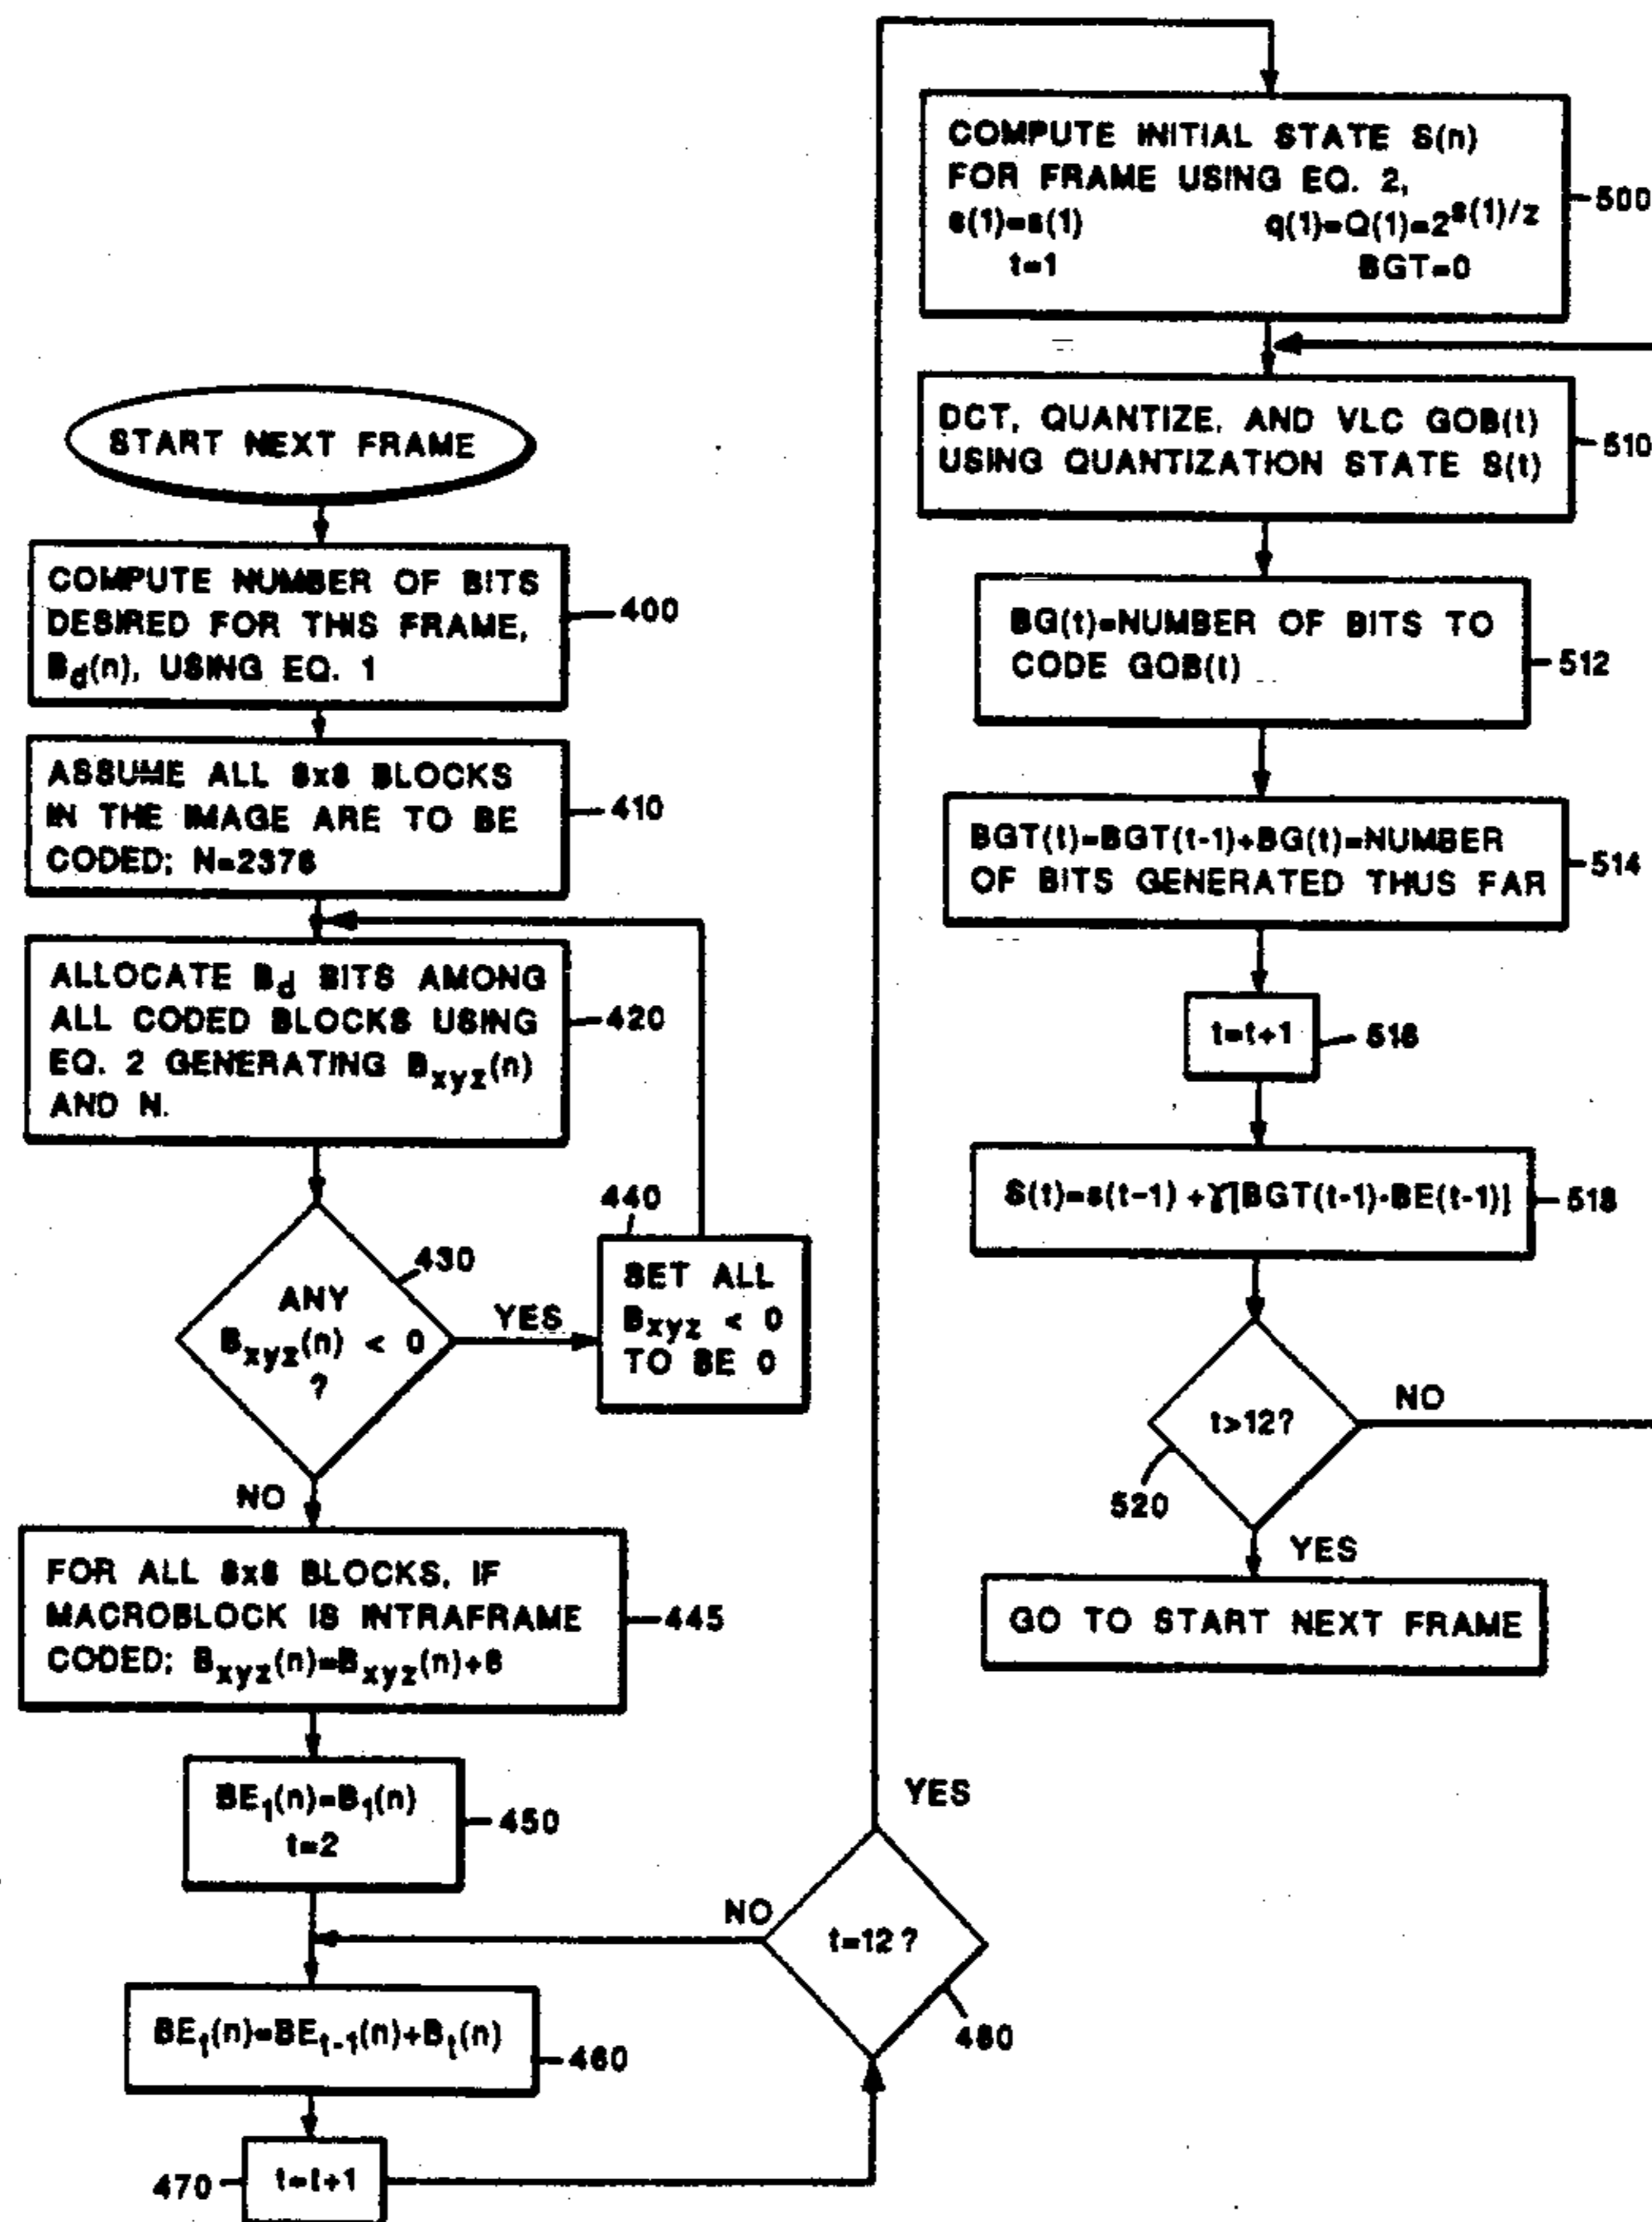 START NEXT FRAME
COMPUTE NUMBER OF BITS
DESIRED FOR THIS FRAME,
Bd(n), USING EQ. 1
400
ASSUME ALL 8x8 BLOCKS
IN THE IMAGE ARE TO BE
CODED; N=2376
410
ALLOCATE Bd BITS AMONG
ALL CODED BLOCKS USING
EQ. 2 GENERATING Bxyz(n)
AND N.
420
ANY
Bxyz(n) < 0
?
430
YES
440
SET ALL
Bxyz < 0
TO BE 0
NO
FOR ALL 8x8 BLOCKS, IF
MACROBLOCK IS INTRAFRAME
CODED; Bxyz(n)=Bxyz(n)+6
445
BE1(n)=B1(n)
t=2
450
BEt(n)=BEt-1(n)+Bt(n)
460
t=t+1
470
t=12?
480
NO
YES
COMPUTE INITIAL STATE S(n)
FOR FRAME USING EQ. 2,
s(1)=s(1) q(1)=Q(1)=2^s(1)/z
t=1 BGT=0
500
DCT, QUANTIZE, AND VLC GOB(t)
USING QUANTIZATION STATE S(t)
510
BG(t)=NUMBER OF BITS TO
CODE GOB(t)
512
BGT(t)=BGT(t-1)+BG(t)=NUMBER
OF BITS GENERATED THUS FAR
514
t=t+1
516
S(t)=s(t-1)+γ[BGT(t-1)-BE(t-1)]
518
t>12?
520
NO
YES
GO TO START NEXT FRAME